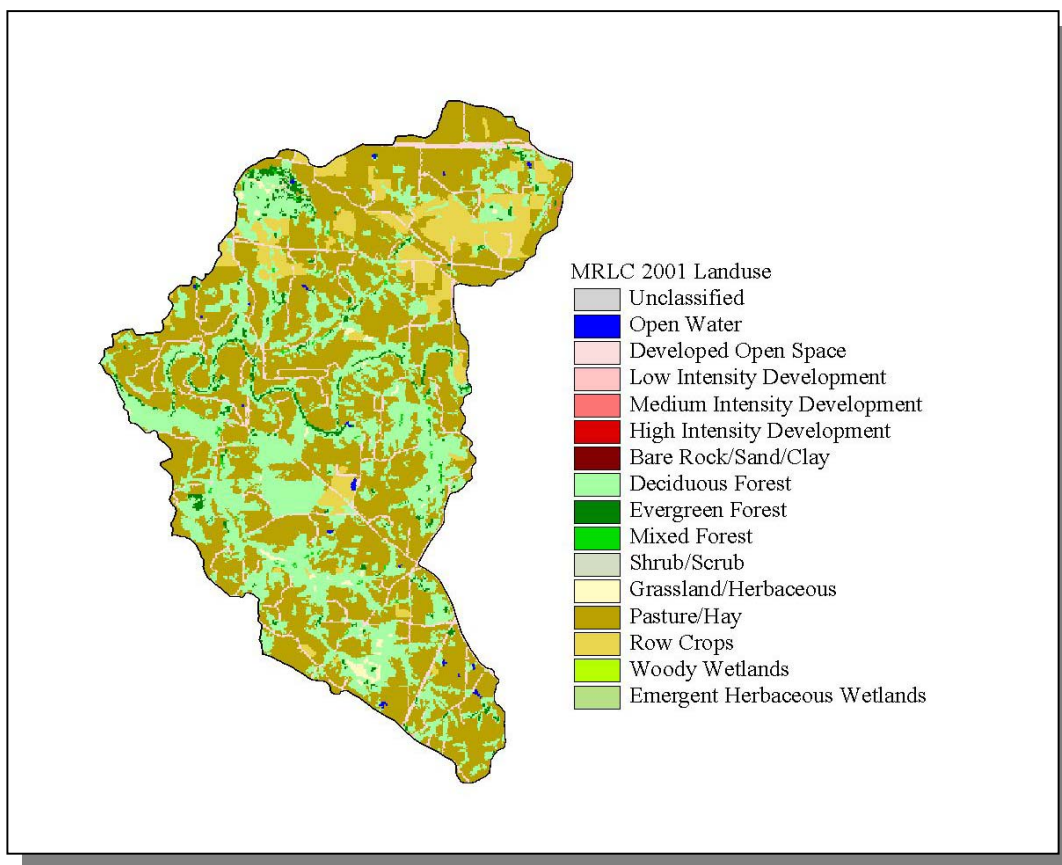 MRLC 2001 Landuse
Unclassified
Open Water
Developed Open Space
Low Intensity Development
Medium Intensity Development
High Intensity Development
Bare Rock/Sand/Clay
Deciduous Forest
Evergreen Forest
Mixed Forest
Shrub/Scrub
Grassland/Herbaceous
Pasture/Hay
Row Crops
Woody Wetlands
Emergent Herbaceous Wetlands